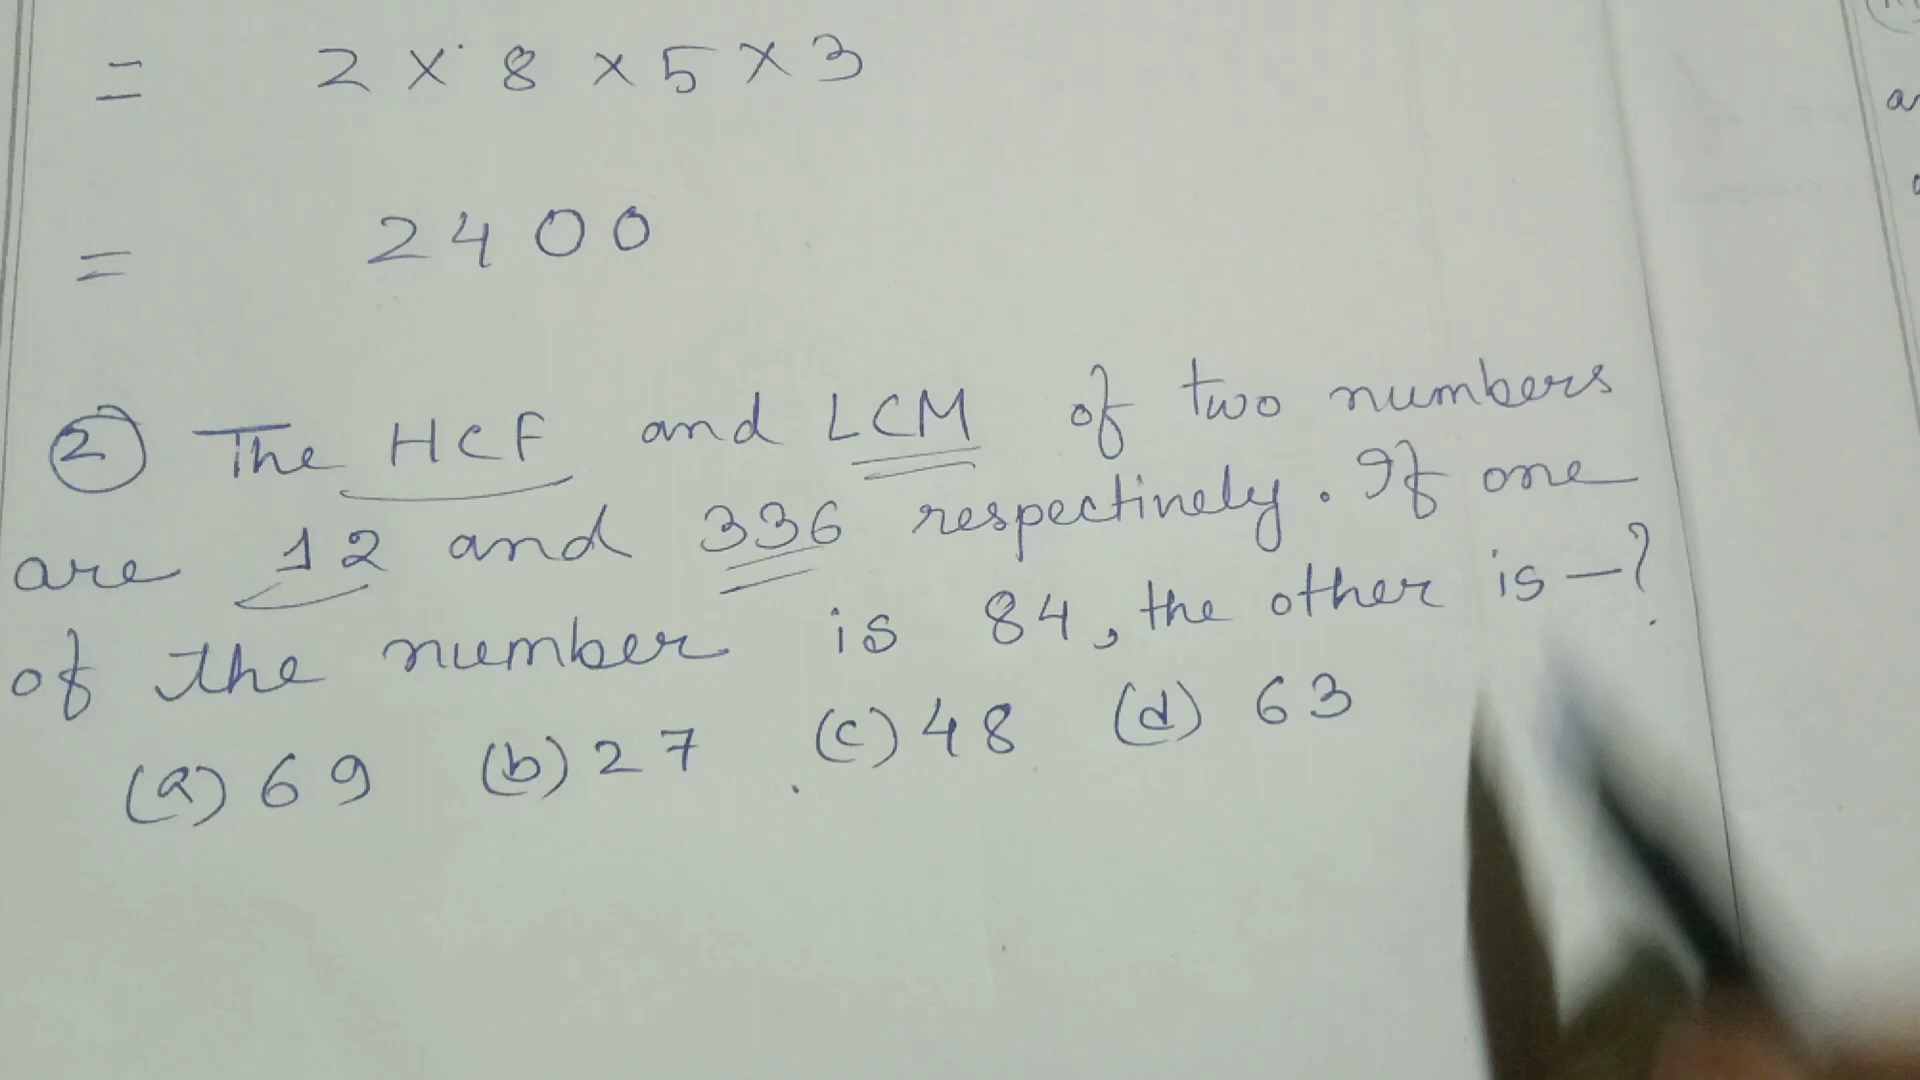 = 2 × 8 × 5 × 3
= 2400
② The HCF and LCM of two numbers
are 12 and 336 respectively. If one
of the number is 84, the other is —?
(a) 69 (b) 27 (c) 48 (d) 63